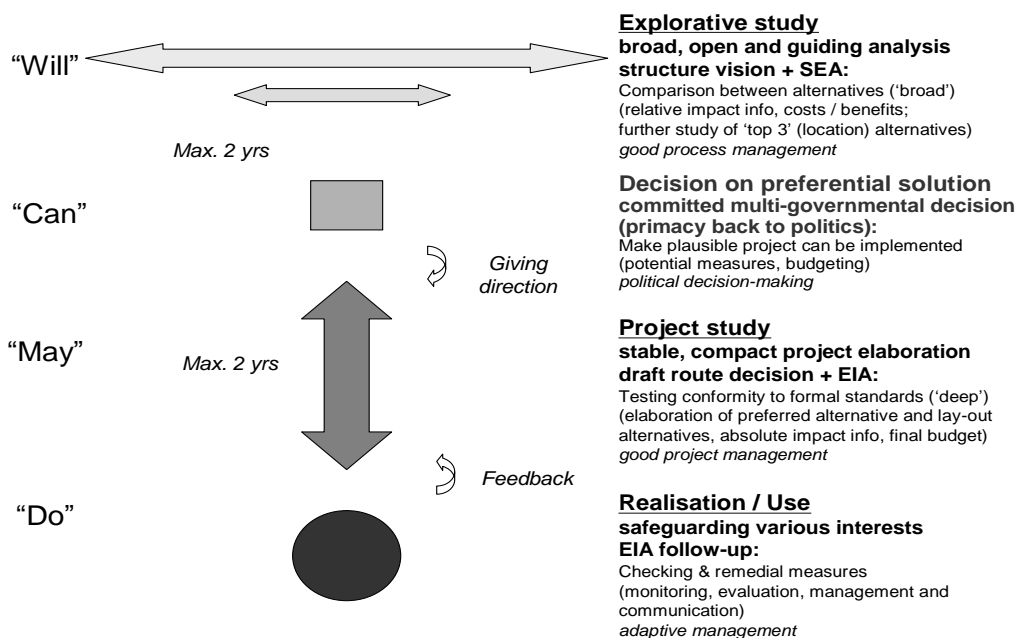 “Will”
Max. 2 yrs
Explorative study
broad, open and guiding analysis
structure vision + SEA:
Comparison between alternatives (‘broad’)
(relative impact info, costs / benefits;
further study of ‘top 3’ (location) alternatives)
good process management
“Can”
Giving
direction
Decision on preferential solution
committed multi-governmental decision
(primacy back to politics):
Make plausible project can be implemented
(potential measures, budgeting)
political decision-making
“May”
Max. 2 yrs
Project study
stable, compact project elaboration
draft route decision + EIA:
Testing conformity to formal standards (‘deep’)
(elaboration of preferred alternative and lay-out
alternatives, absolute impact info, final budget)
good project management
Feedback
“Do”
Realisation / Use
safeguarding various interests
EIA follow-up:
Checking & remedial measures
(monitoring, evaluation, management and
communication)
adaptive management